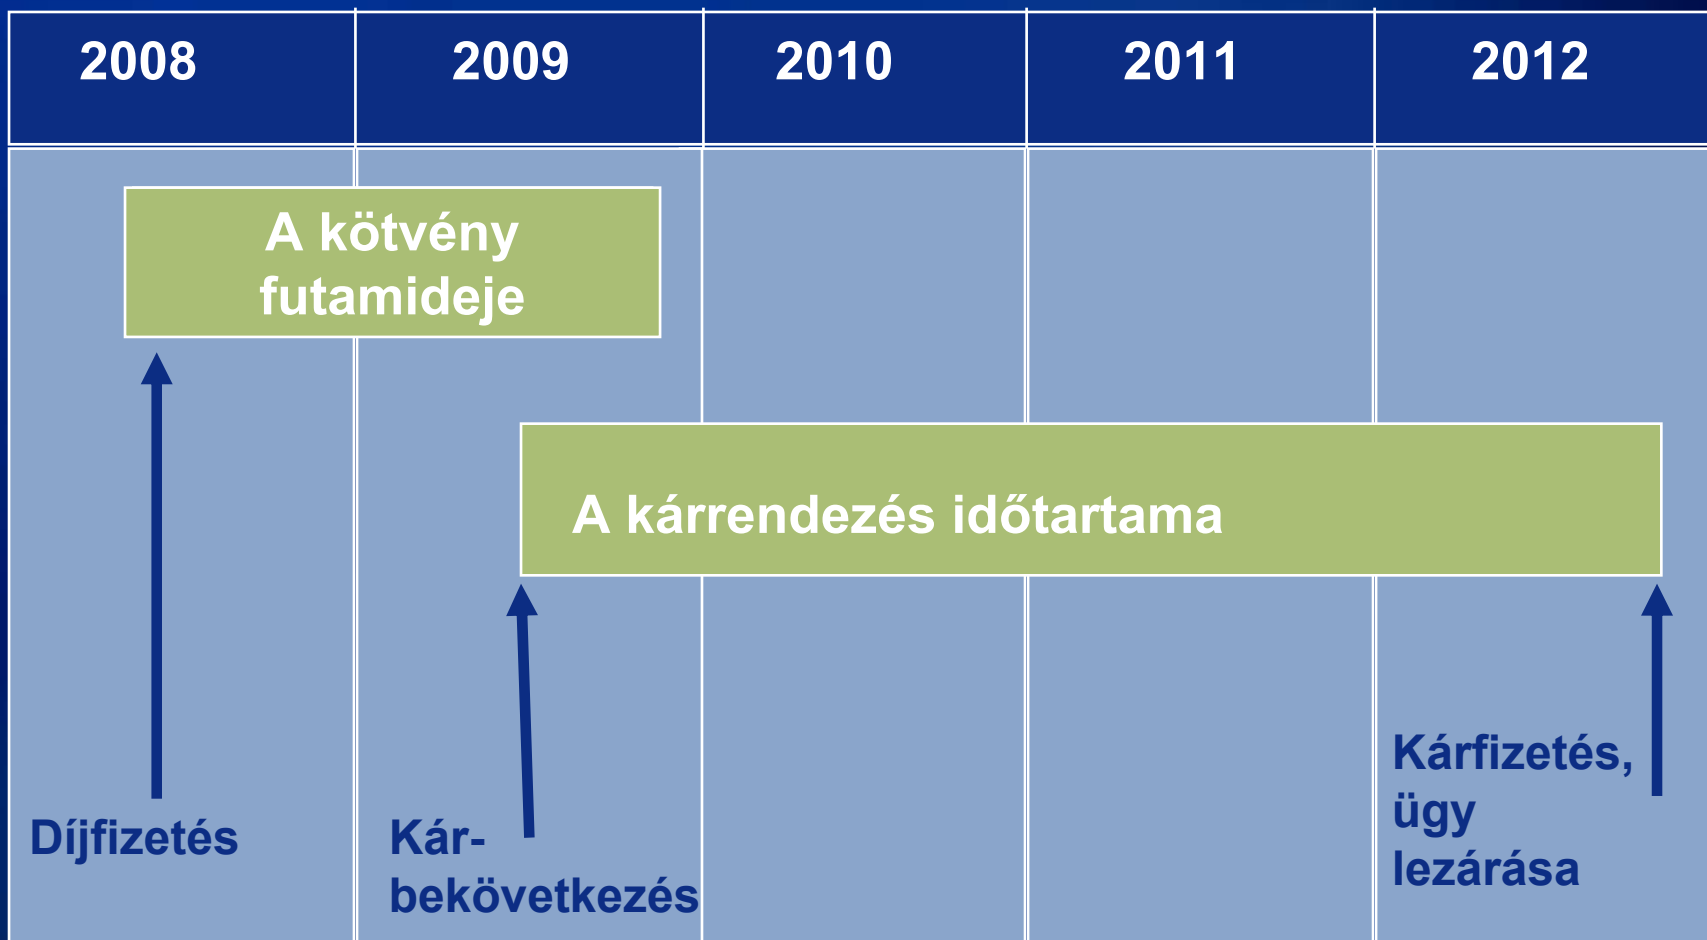 2008 2009 2010 2011 2012
A kötvény
futamideje
A kárrendezés időtartama
Díjfizetés
Kár-
bekövetkezés
Kárfizetés,
ügy
lezárása